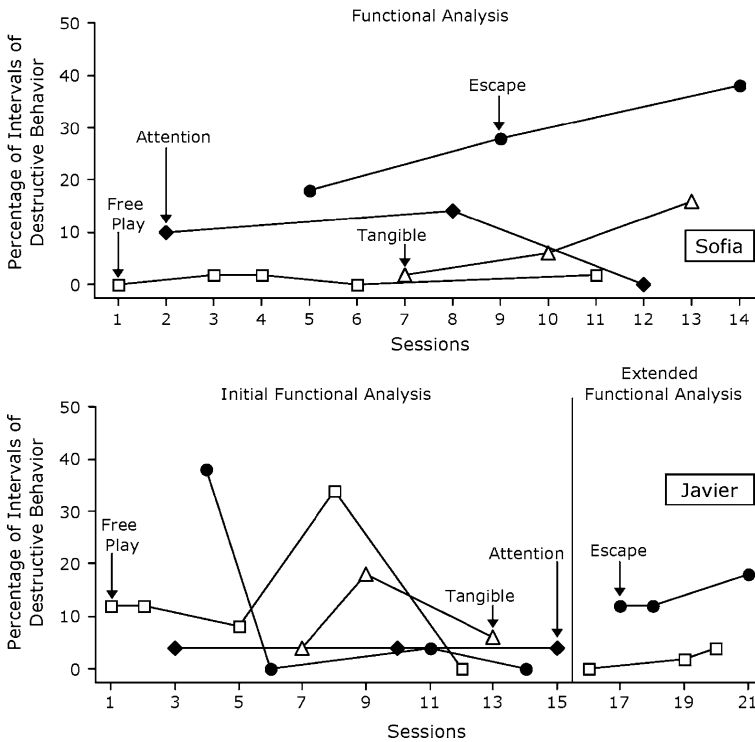 Functional Analysis
Percentage of Intervals of
Destructive Behavior
50
40
30
20
10
0
Escape
Attention
Free
Play
Tangible
Sofia
1 2 3 4 5 6 7 8 9 10 11 12 13 14
Sessions
Initial Functional Analysis
Extended
Functional Analysis
Percentage of Intervals of
Destructive Behavior
50
40
30
20
10
0
Javier
Free
Play
Attention
Tangible
Escape
1 3 5 7 9 11 13 15 17 19 21
Sessions